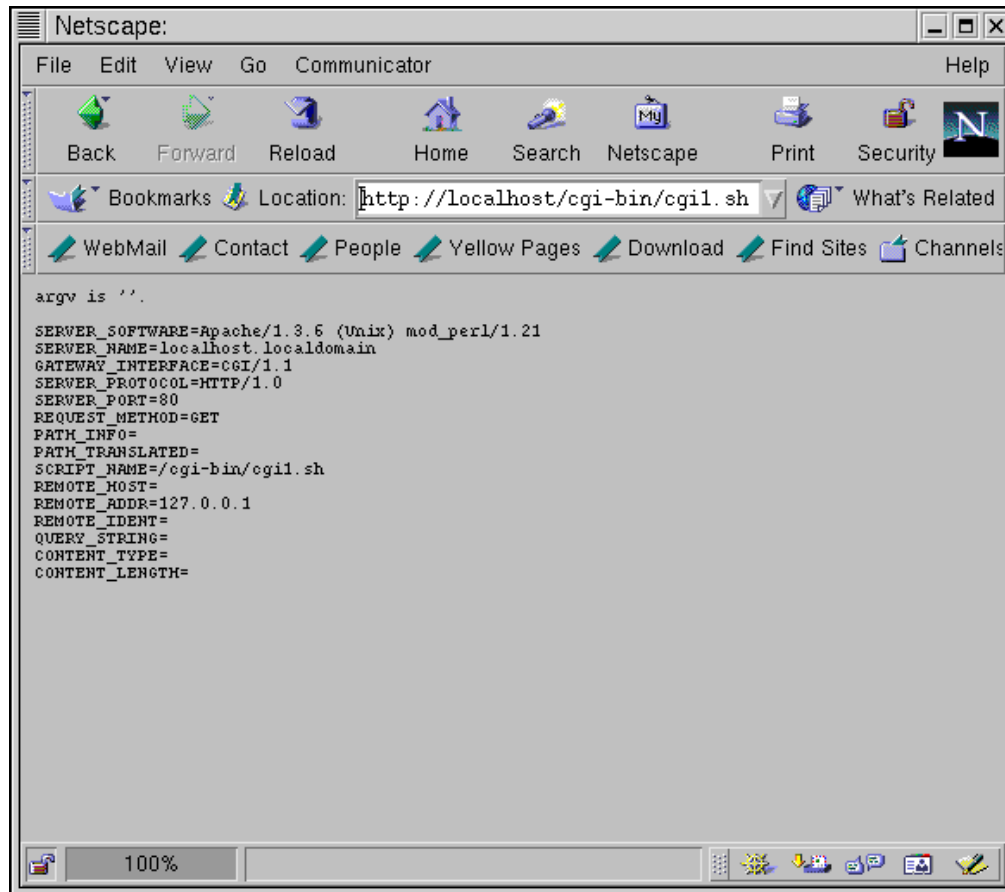 Netscape:
File Edit View Go Communicator Help
Back Forward Reload Home Search Netscape Print Security
My
N
Bookmarks Location: http://localhost/cgi-bin/cgi1.sh What's Related
WebMail Contact People Yellow Pages Download Find Sites Channels
argv is ''.
SERVER_SOFTWARE=Apache/1.3.6 (Unix) mod_perl/1.21
SERVER_NAME=localhost.localdomain
GATEWAY_INTERFACE=CGI/1.1
SERVER_PROTOCOL=HTTP/1.0
SERVER_PORT=80
REQUEST_METHOD=GET
PATH_INFO=
PATH_TRANSLATED=
SCRIPT_NAME=/cgi-bin/cgi1.sh
REMOTE_HOST=
REMOTE_ADDR=127.0.0.1
REMOTE_IDENT=
QUERY_STRING=
CONTENT_TYPE=
CONTENT_LENGTH=
100%